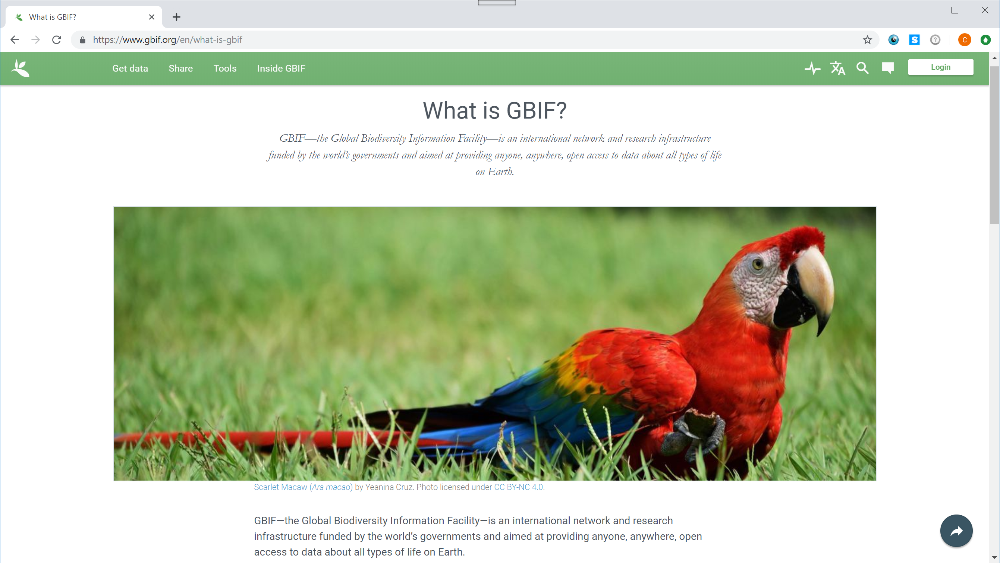 What is GBIF?
https://www.gbif.org/en/what-is-gbif
S
?
C
Get data
Share
Tools
Inside GBIF
文A
Login
What is GBIF?
GBIF—the Global Biodiversity Information Facility—is an international network and research infrastructure
funded by the world’s governments and aimed at providing anyone, anywhere, open access to data about all types of life
on Earth.
Scarlet Macaw (Ara macao) by Yeanina Cruz. Photo licensed under CC BY-NC 4.0.
GBIF—the Global Biodiversity Information Facility—is an international network and research
infrastructure funded by the world’s governments and aimed at providing anyone, anywhere, open
access to data about all types of life on Earth.